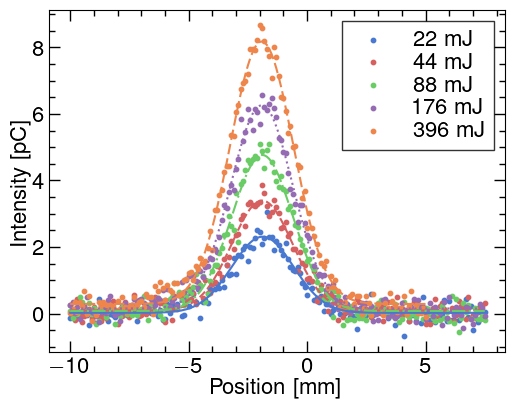 22 mJ
44 mJ
88 mJ
176 mJ
396 mJ
Intensity [pC]
8
6
4
2
0
−10 −5 0 5
Position [mm]